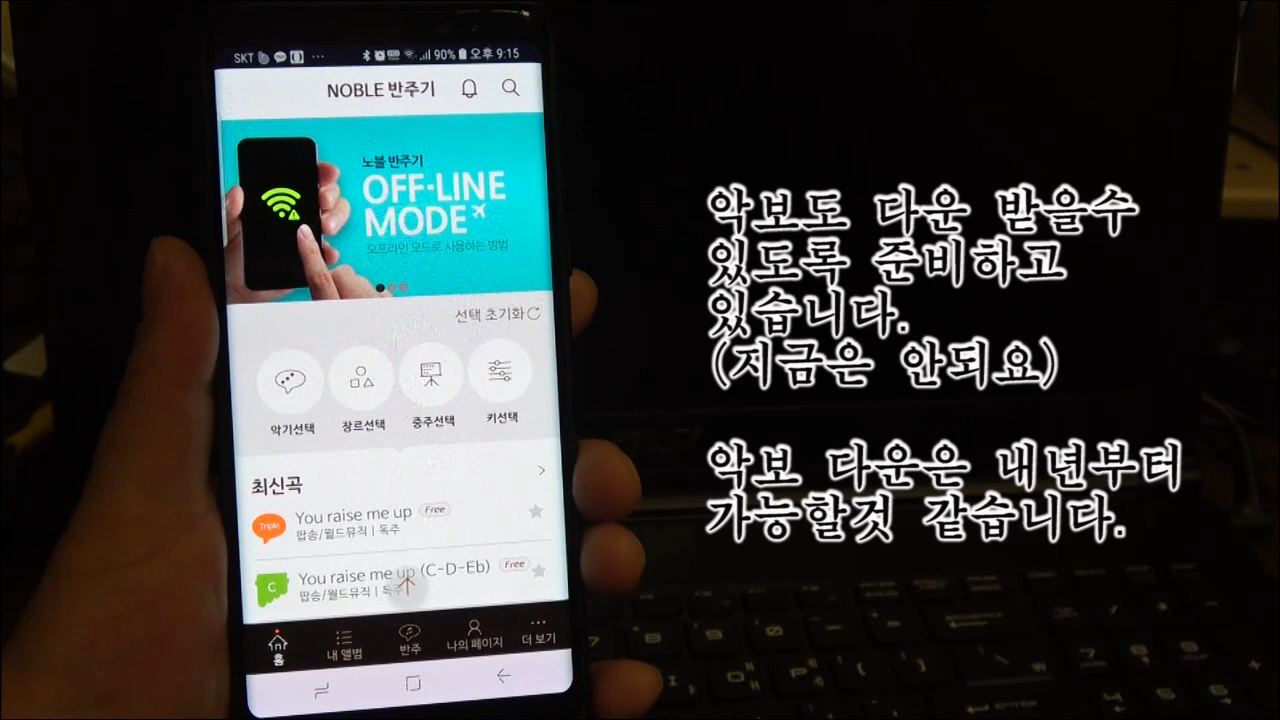 SKT ... 90% 오후 9:15
NOBLE 반주기
노블 반주기
OFF-LINE
MODE
오프라인 모드로 사용하는 방법
선택 초기화
악기선택 장르선택 중주선택 키선택
최신곡
Triple
You raise me up Free
팝송/월드뮤직 | 독주
C
You raise me up (C-D-Eb) Free
팝송/월드뮤직 | 독주
홈 내 앨범 반주 나의 페이지 더 보기
악보도 다운 받을수
있도록 준비하고
있습니다.
(지금은 안되요)
악보 다운은 내년부터
가능할것 같습니다.